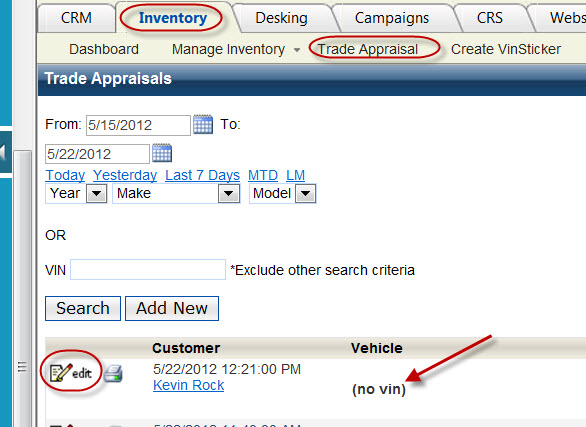 CRM Inventory Desking Campaigns CRS Webs
Dashboard Manage Inventory Trade Appraisal Create VinSticker
Trade Appraisals
From: 5/15/2012 To:
5/22/2012
Today Yesterday Last 7 Days MTD LM
Year Make Model
OR
VIN *Exclude other search criteria
Search Add New
Customer Vehicle
edit 5/22/2012 12:21:00 PM
Kevin Rock (no vin)